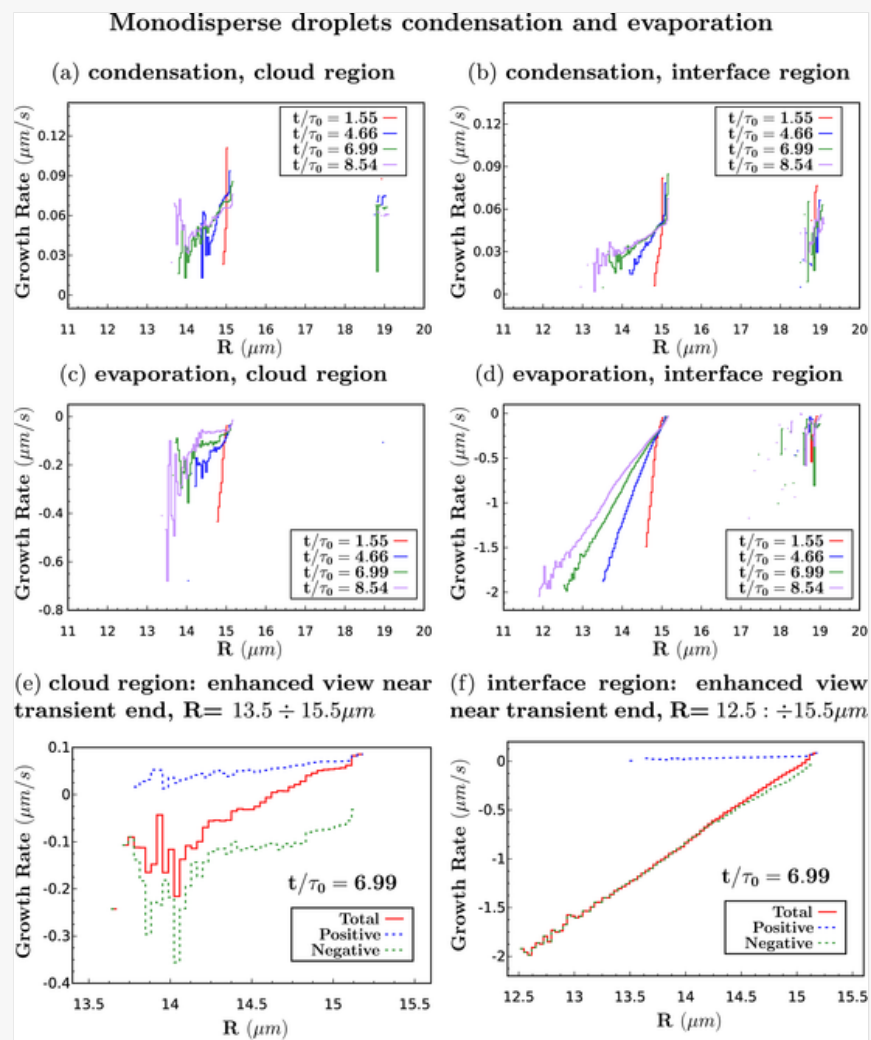 Monodisperse droplets condensation and evaporation
(a) condensation, cloud region
Growth Rate (μm/s)
0.12
0.09
0.06
0.03
0
t/τ₀ = 1.55
t/τ₀ = 4.66
t/τ₀ = 6.99
t/τ₀ = 8.54
11 12 13 14 15 16 17 18 19 20
R (μm)
(b) condensation, interface region
Growth Rate (μm/s)
0.12
0.09
0.06
0.03
0
t/τ₀ = 1.55
t/τ₀ = 4.66
t/τ₀ = 6.99
t/τ₀ = 8.54
11 12 13 14 15 16 17 18 19 20
R (μm)
(c) evaporation, cloud region
Growth Rate (μm/s)
0
-0.2
-0.4
-0.6
-0.8
t/τ₀ = 1.55
t/τ₀ = 4.66
t/τ₀ = 6.99
t/τ₀ = 8.54
11 12 13 14 15 16 17 18 19 20
R (μm)
(d) evaporation, interface region
Growth Rate (μm/s)
0
-0.5
-1
-1.5
-2
t/τ₀ = 1.55
t/τ₀ = 4.66
t/τ₀ = 6.99
t/τ₀ = 8.54
11 12 13 14 15 16 17 18 19 20
R (μm)
(e) cloud region: enhanced view near
transient end, R= 13.5 ÷ 15.5μm
Growth Rate (μm/s)
0.1
0
-0.1
-0.2
-0.3
-0.4
t/τ₀ = 6.99
Total
Positive
Negative
13.5 14 14.5 15 15.5
R (μm)
(f) interface region: enhanced view
near transient end, R= 12.5 : ÷15.5μm
Growth Rate (μm/s)
0
-0.5
-1
-1.5
-2
t/τ₀ = 6.99
Total
Positive
Negative
12.5 13 13.5 14 14.5 15 15.5
R (μm)